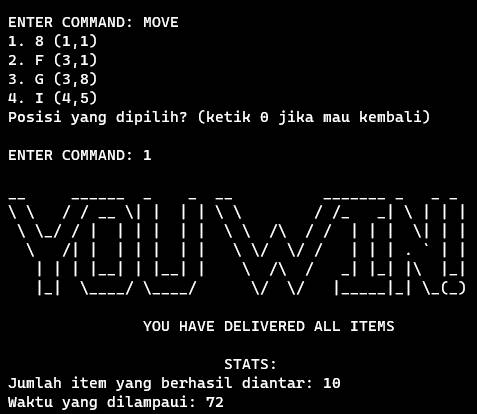 ENTER COMMAND: MOVE
1. 8 (1,1)
2. F (3,1)
3. G (3,8)
4. I (4,5)
Posisi yang dipilih? (ketik 0 jika mau kembali)
ENTER COMMAND: 1
YOU WIN!
YOU HAVE DELIVERED ALL ITEMS
STATS:
Jumlah item yang berhasil diantar: 10
Waktu yang dilampaui: 72